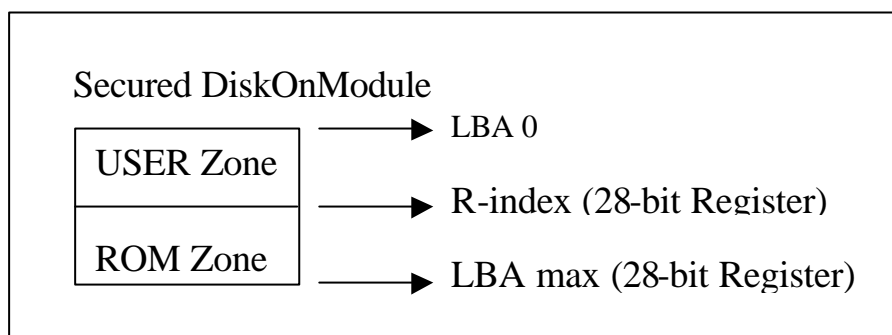 Secured DiskOnModule
LBA 0
USER Zone
R-index (28-bit Register)
ROM Zone
LBA max (28-bit Register)